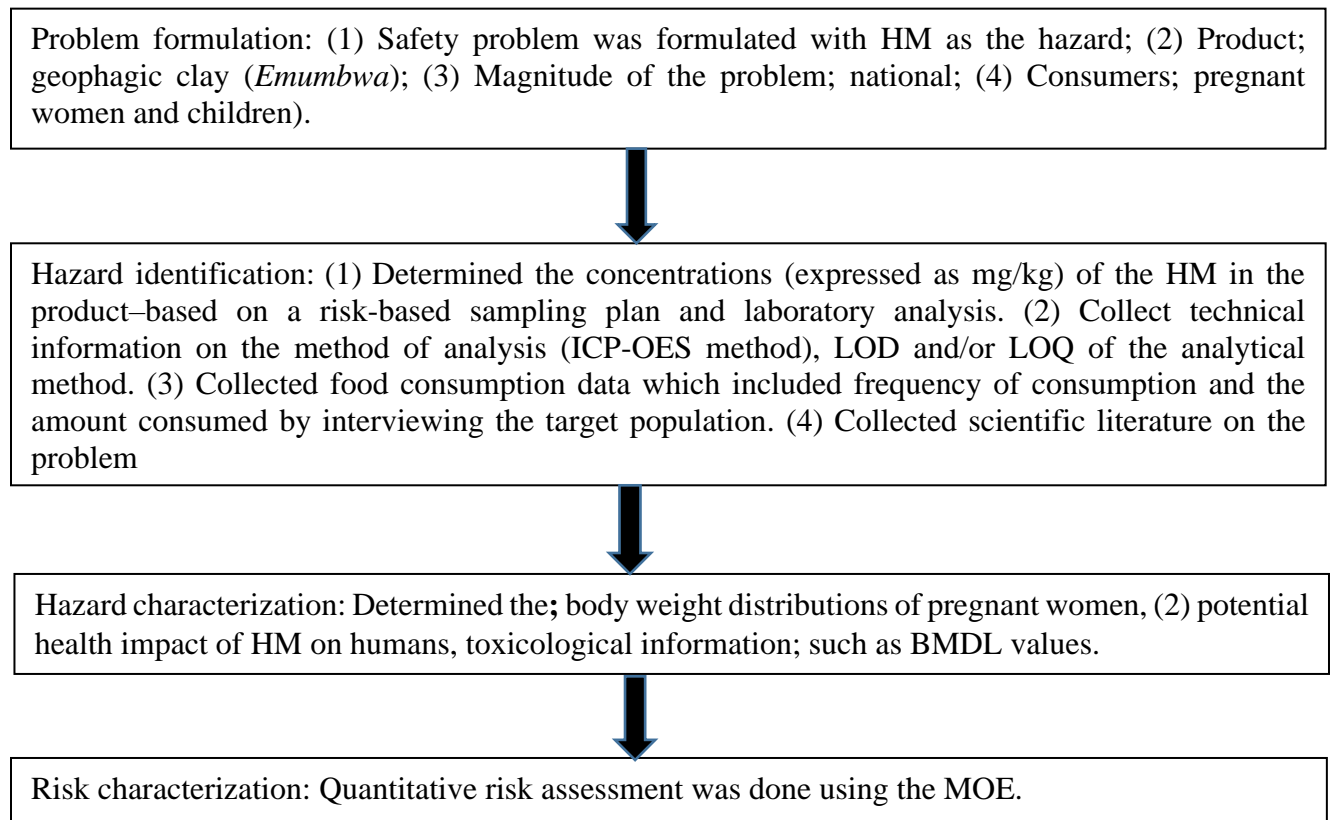 Problem formulation: (1) Safety problem was formulated with HM as the hazard; (2) Product;
geophagic clay (Emumbwa); (3) Magnitude of the problem; national; (4) Consumers; pregnant
women and children).
Hazard identification: (1) Determined the concentrations (expressed as mg/kg) of the HM in the
product–based on a risk-based sampling plan and laboratory analysis. (2) Collect technical
information on the method of analysis (ICP-OES method), LOD and/or LOQ of the analytical
method. (3) Collected food consumption data which included frequency of consumption and the
amount consumed by interviewing the target population. (4) Collected scientific literature on the
problem
Hazard characterization: Determined the; body weight distributions of pregnant women, (2) potential
health impact of HM on humans, toxicological information; such as BMDL values.
Risk characterization: Quantitative risk assessment was done using the MOE.